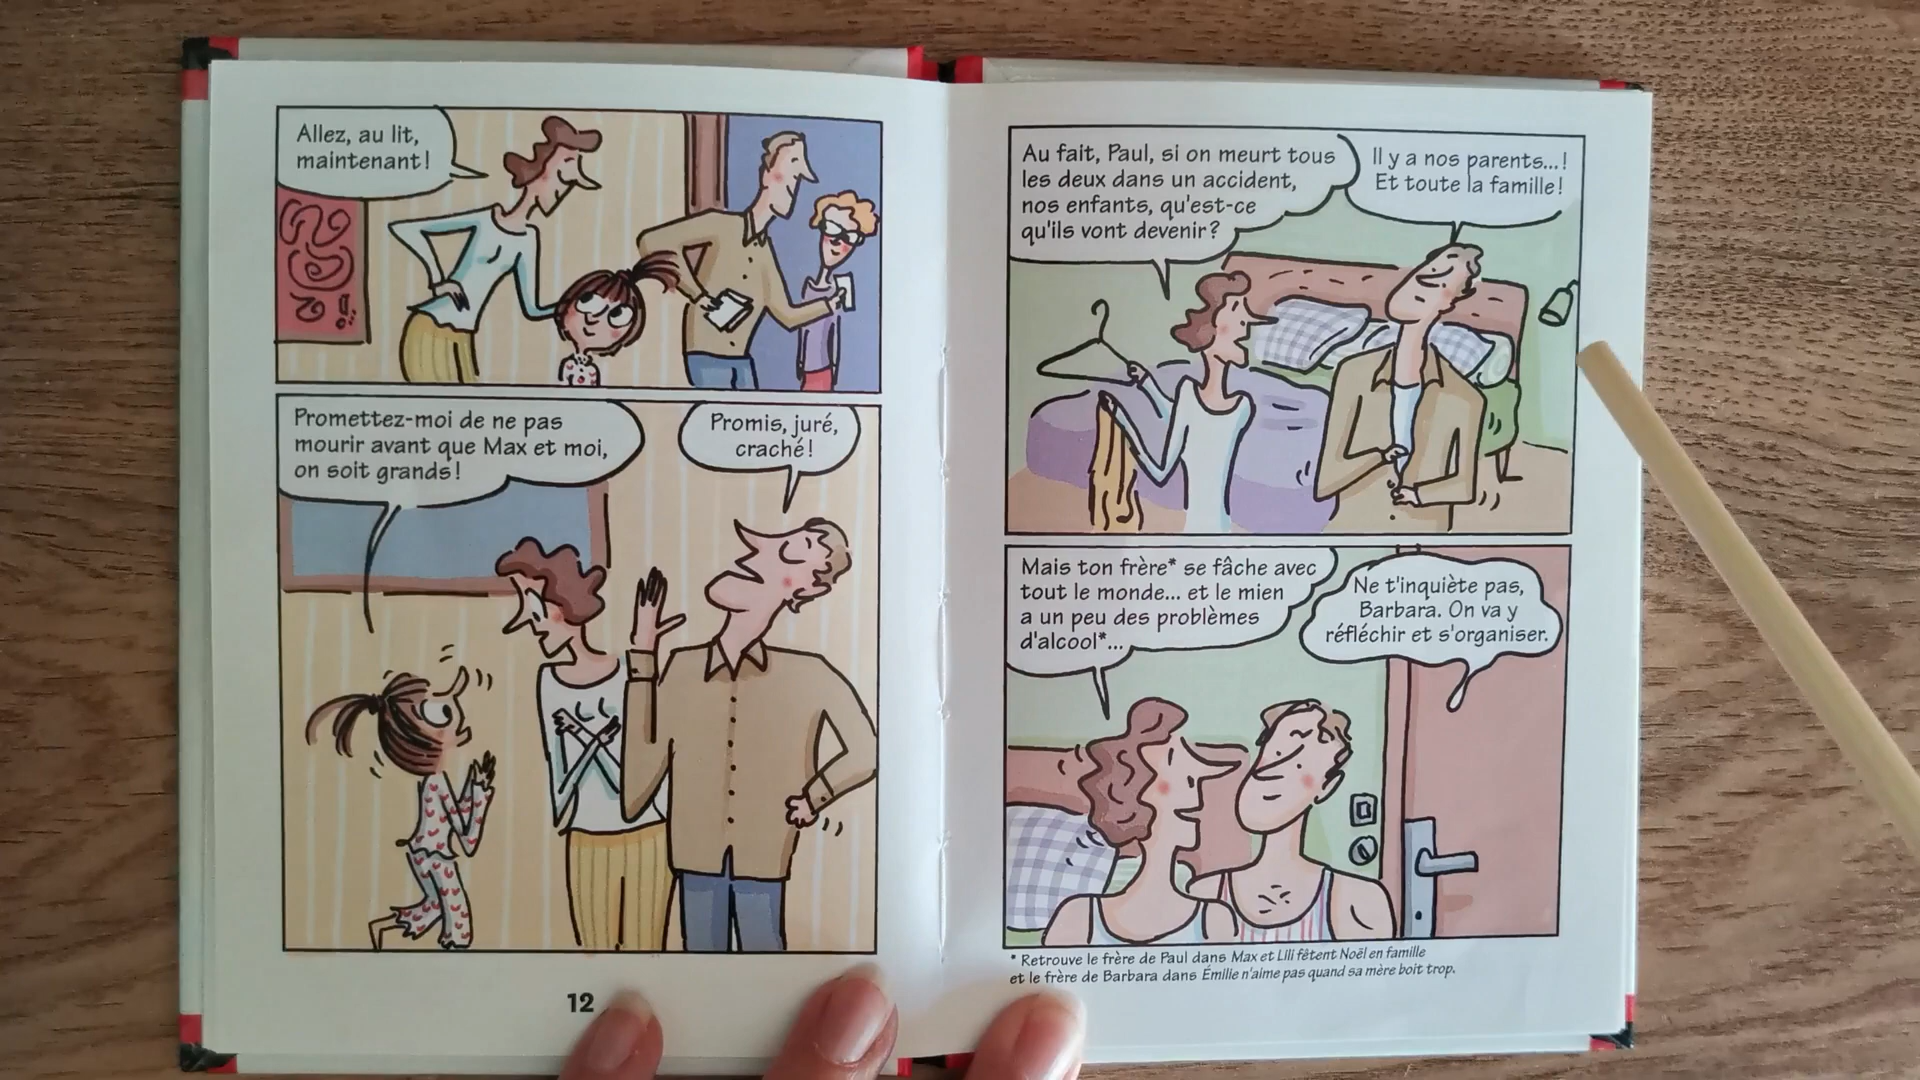 Allez, au lit,
maintenant !
Promettez-moi de ne pas
mourir avant que Max et moi,
on soit grands !
Promis, juré,
craché !
12
Au fait, Paul, si on meurt tous
les deux dans un accident,
nos enfants, qu'est-ce
qu'ils vont devenir ?
Il y a nos parents... !
Et toute la famille !
Mais ton frère* se fâche avec
tout le monde... et le mien
a un peu des problèmes
d'alcool*...
Ne t'inquiète pas,
Barbara. On va y
réfléchir et s'organiser.
* Retrouve le frère de Paul dans Max et Lili fêtent Noël en famille
et le frère de Barbara dans Émilie n'aime pas quand sa mère boit trop.